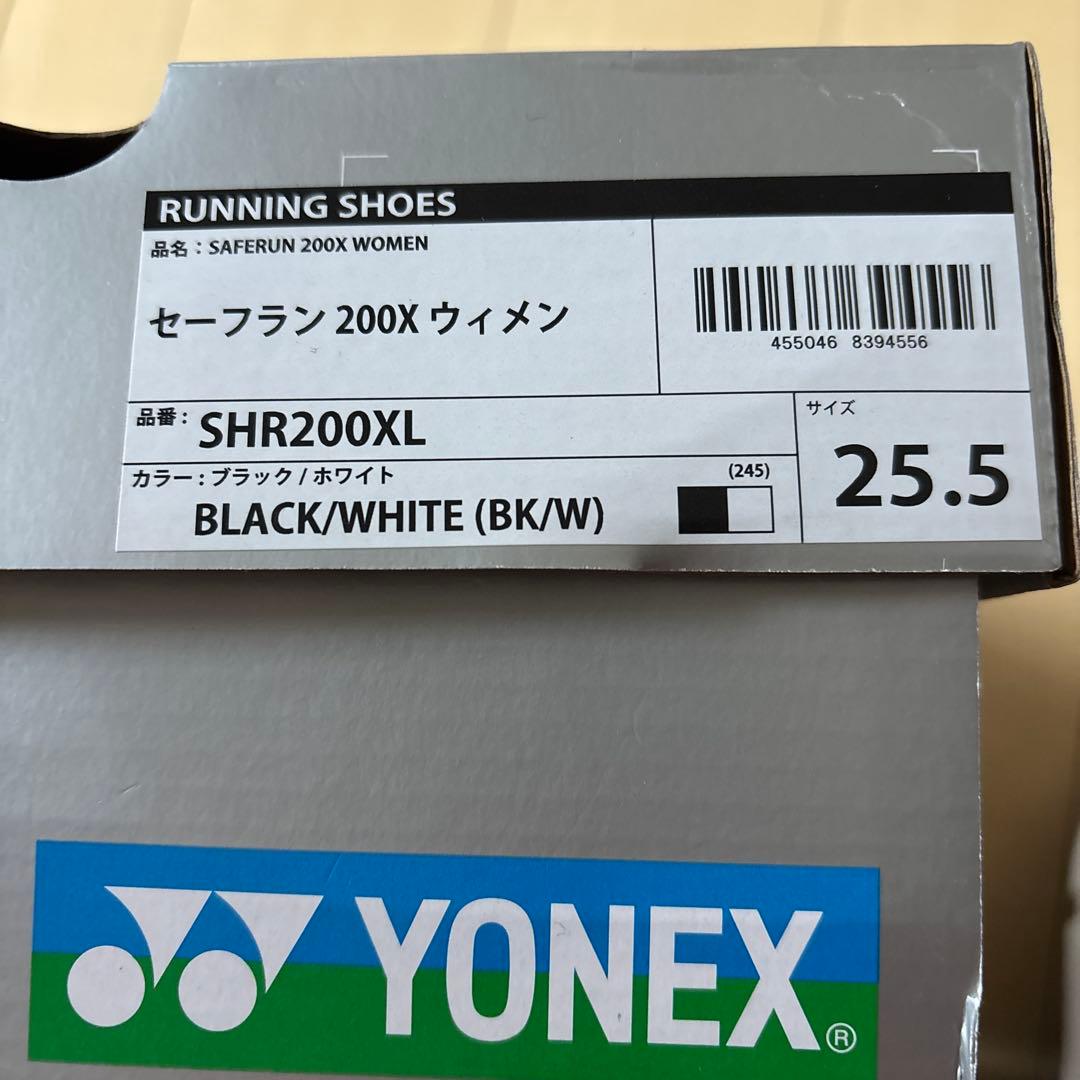 RUNNING SHOES
品名：SAFERUN 200X WOMEN
セーフラン 200X ウィメン
455046 8394556
品番： SHR200XL
カラー：ブラック / ホワイト (245)
BLACK/WHITE (BK/W)
サイズ
25.5
YONEX®